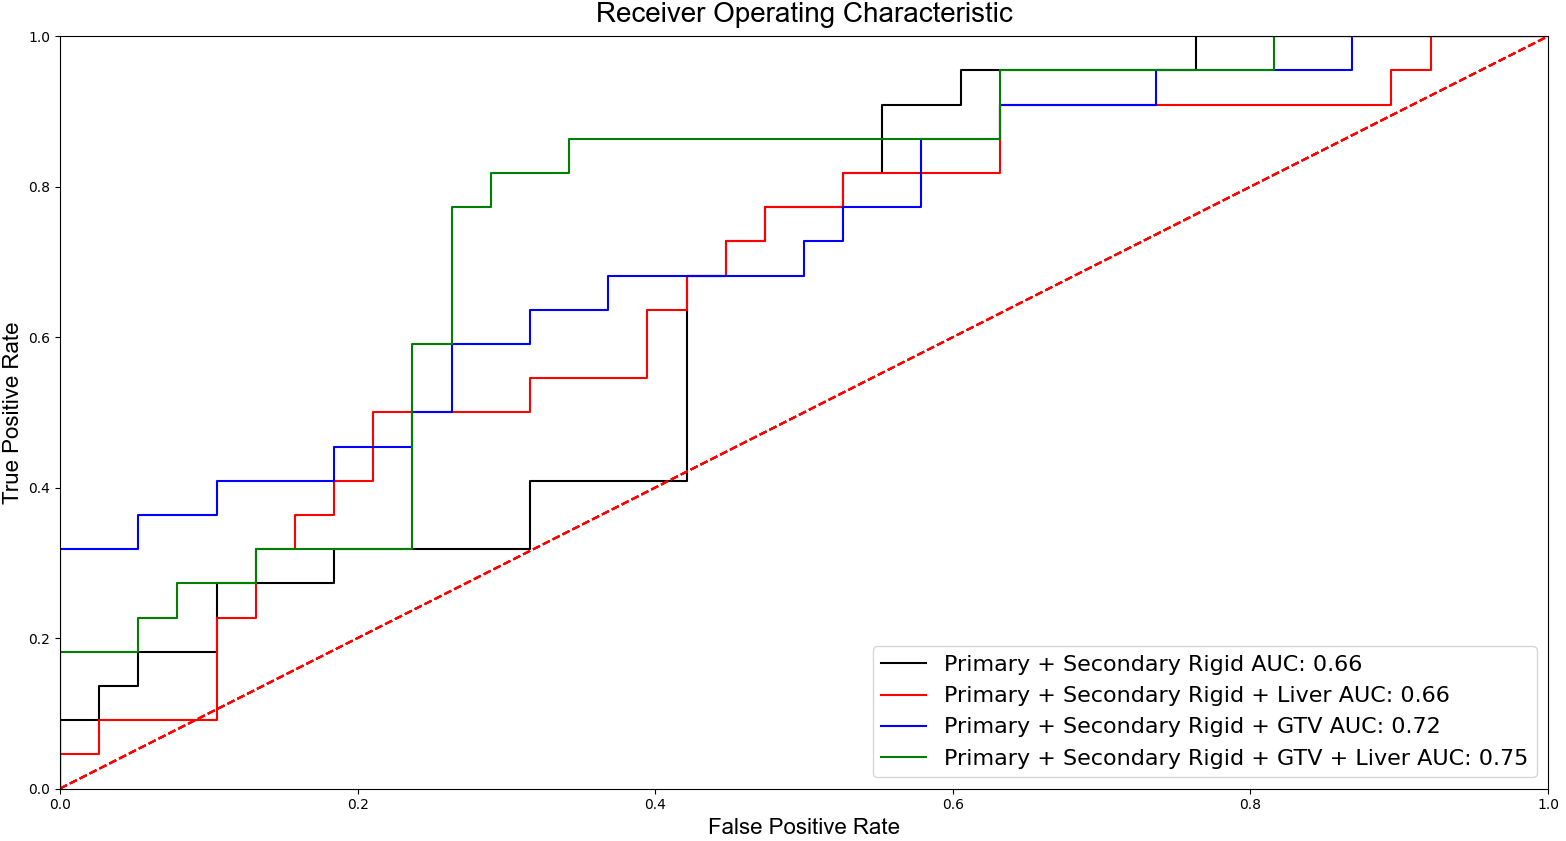 Receiver Operating Characteristic
1.0
0.8
0.6
0.4
0.2
0.0
True Positive Rate
Primary + Secondary Rigid AUC: 0.66
Primary + Secondary Rigid + Liver AUC: 0.66
Primary + Secondary Rigid + GTV AUC: 0.72
Primary + Secondary Rigid + GTV + Liver AUC: 0.75
0.0 0.2 0.4 0.6 0.8 1.0
False Positive Rate